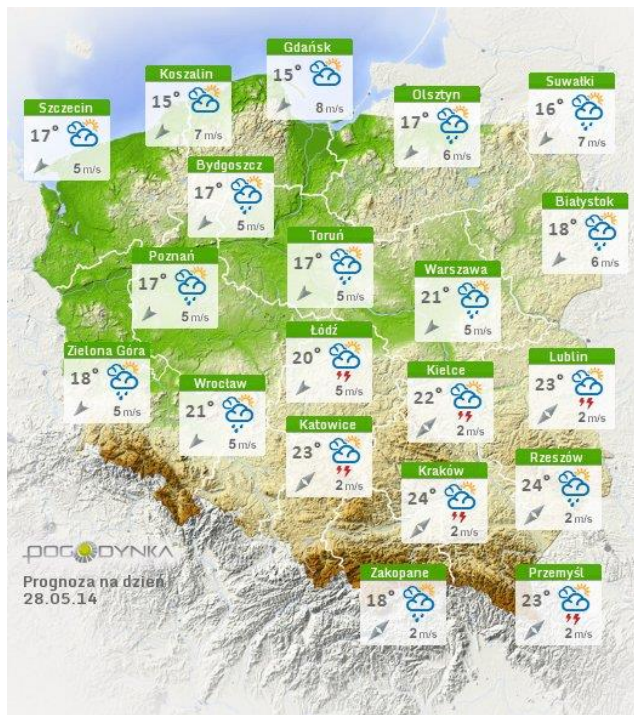 Gdańsk
15°
8 m/s
Koszalin
15°
7 m/s
Suwałki
16°
7 m/s
Olsztyn
17°
6 m/s
Szczecin
17°
5 m/s
Bydgoszcz
17°
5 m/s
Białystok
18°
6 m/s
Toruń
17°
5 m/s
Poznań
17°
5 m/s
Warszawa
21°
5 m/s
Łódź
20°
5 m/s
Zielona Góra
18°
5 m/s
Lublin
23°
2 m/s
Kielce
22°
2 m/s
Wrocław
21°
5 m/s
Katowice
23°
2 m/s
Rzeszów
24°
2 m/s
Kraków
24°
2 m/s
POGODYNKA
Prognoza na dzień
28.05.14
Zakopane
18°
2 m/s
Przemyśl
23°
2 m/s